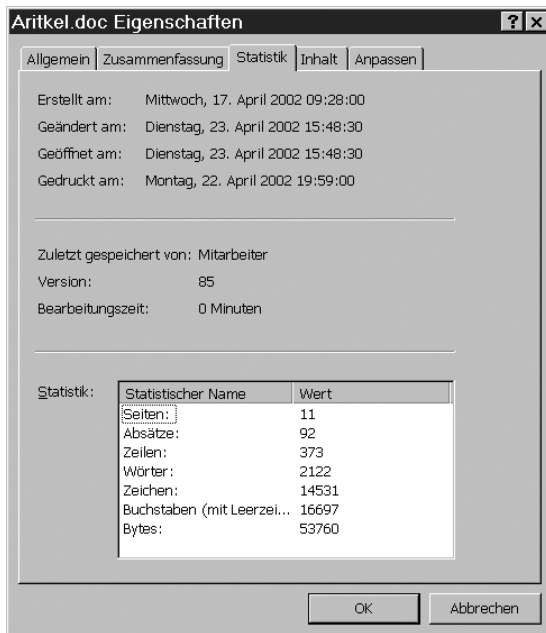 Aritkel.doc Eigenschaften
Allgemein Zusammenfassung Statistik Inhalt Anpassen
Erstellt am: Mittwoch, 17. April 2002 09:28:00
Geändert am: Dienstag, 23. April 2002 15:48:30
Geöffnet am: Dienstag, 23. April 2002 15:48:30
Gedruckt am: Montag, 22. April 2002 19:59:00
Zuletzt gespeichert von: Mitarbeiter
Version: 85
Bearbeitungszeit: 0 Minuten
Statistik: Statistischer Name Wert
Seiten: 11
Absätze: 92
Zeilen: 373
Wörter: 2122
Zeichen: 14531
Buchstaben (mit Leerzei... 16697
Bytes: 53760
OK Abbrechen